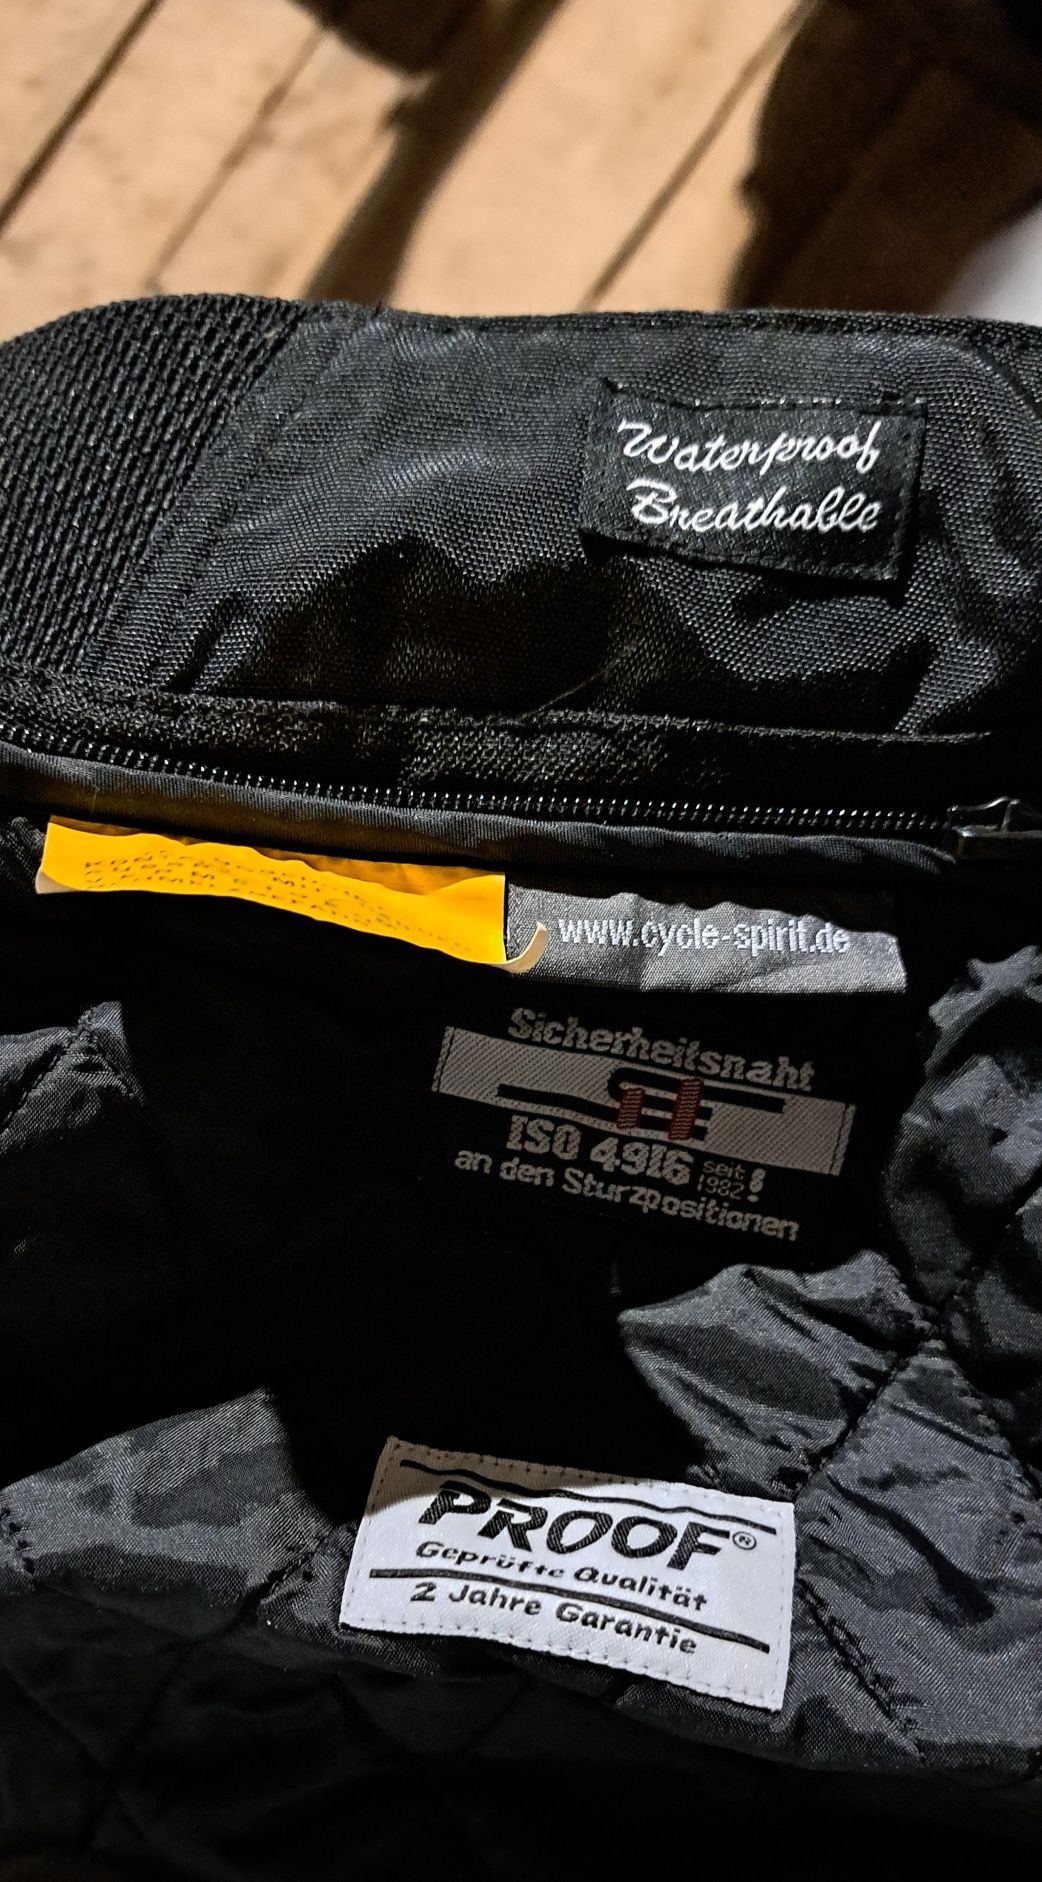 Waterproof
Breathable
www.cycle-spirit.de
Sicherheitsnaht
ISO 4916 seit 1982!
an den Sturzpositionen
PROOF®
Geprüfte Qualität
2 Jahre Garantie